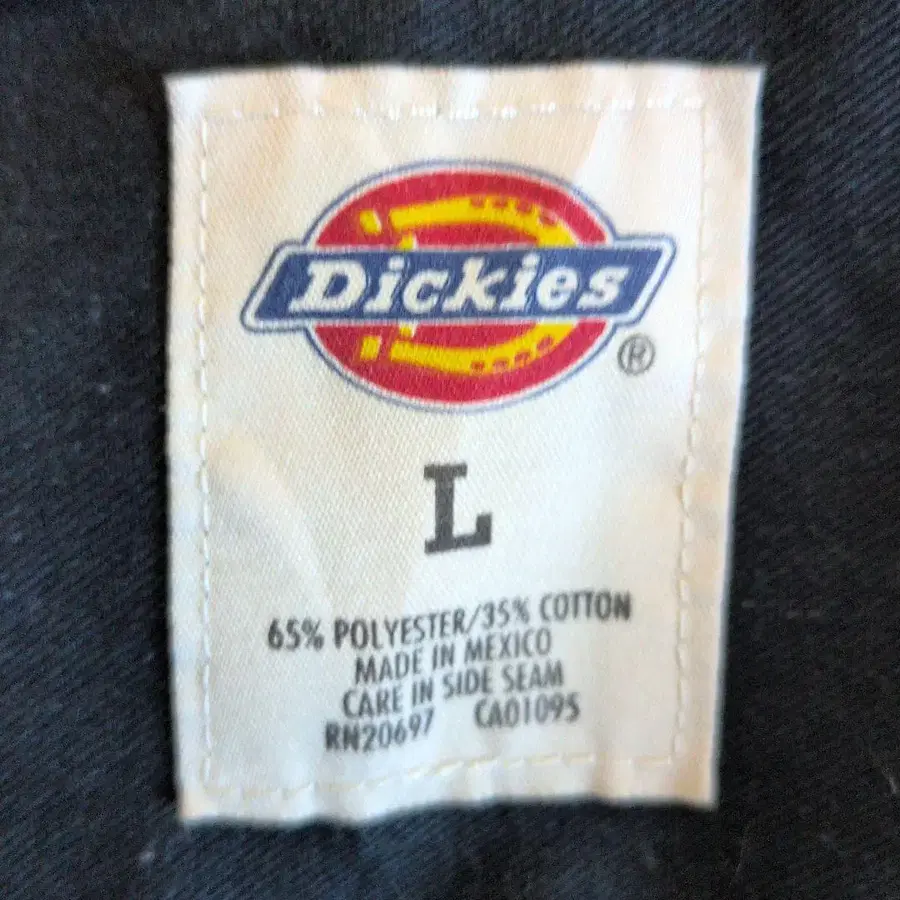 Dickies
®
L
65% POLYESTER/35% COTTON
MADE IN MEXICO
CARE IN SIDE SEAM
RN20697 CA01095